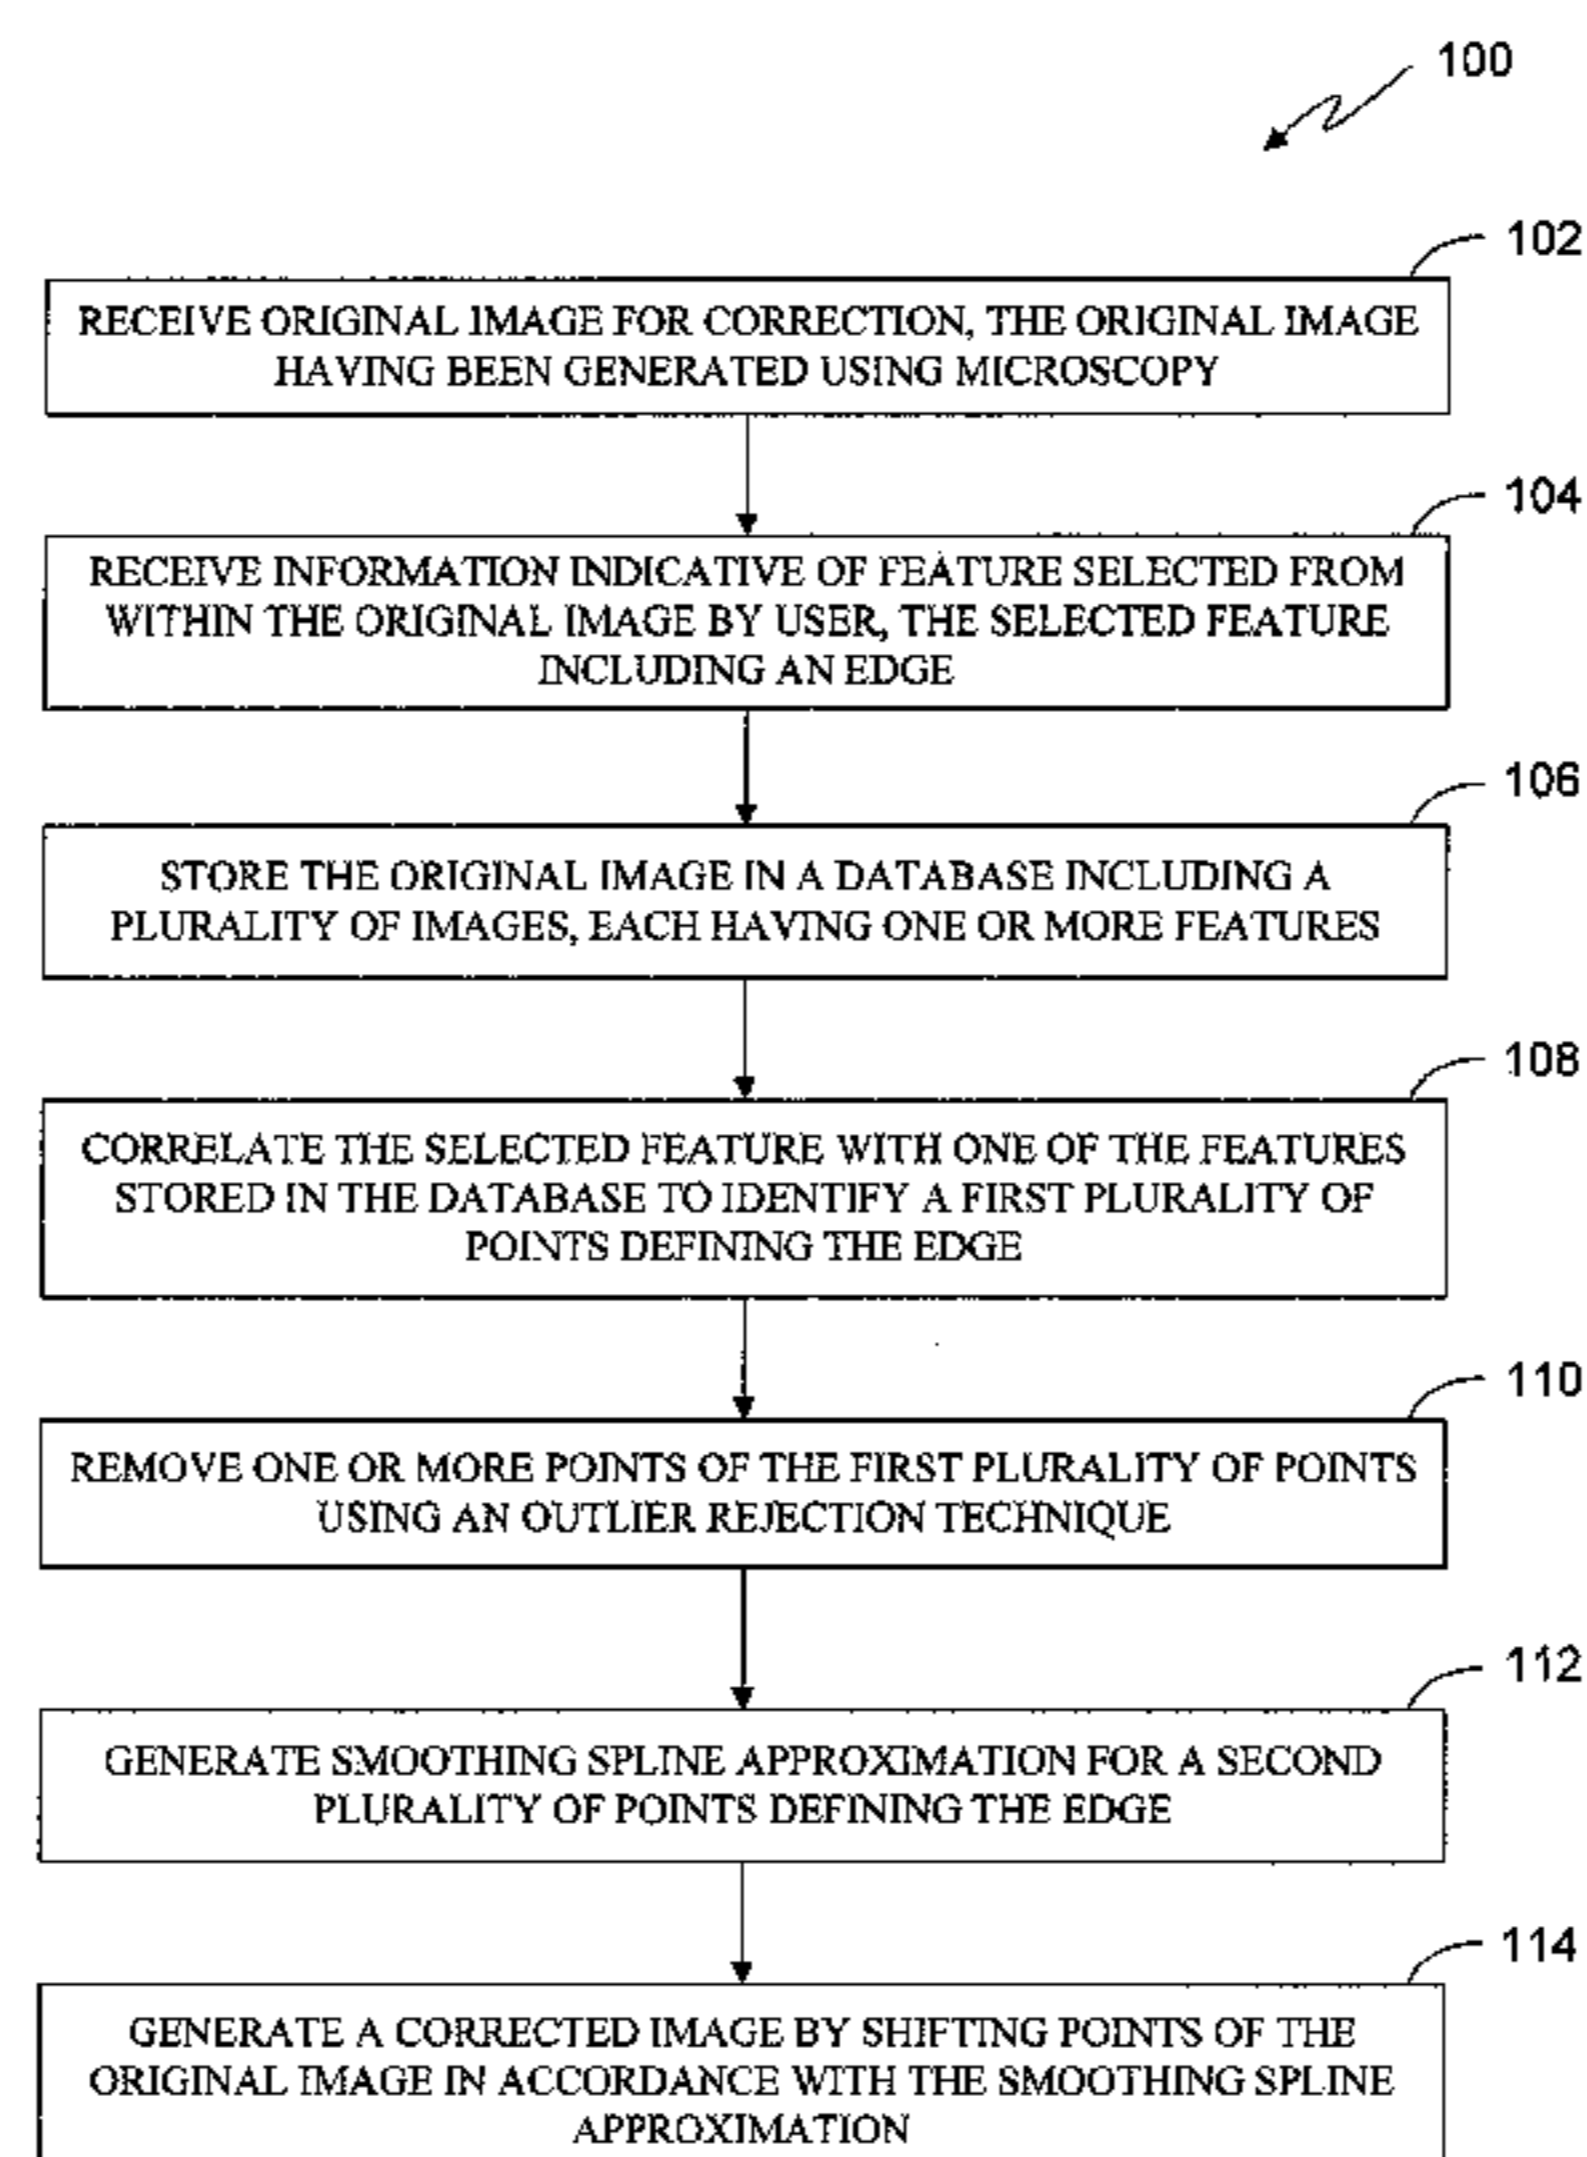 100
102
RECEIVE ORIGINAL IMAGE FOR CORRECTION, THE ORIGINAL IMAGE
HAVING BEEN GENERATED USING MICROSCOPY
104
RECEIVE INFORMATION INDICATIVE OF FEATURE SELECTED FROM
WITHIN THE ORIGINAL IMAGE BY USER, THE SELECTED FEATURE
INCLUDING AN EDGE
106
STORE THE ORIGINAL IMAGE IN A DATABASE INCLUDING A
PLURALITY OF IMAGES, EACH HAVING ONE OR MORE FEATURES
108
CORRELATE THE SELECTED FEATURE WITH ONE OF THE FEATURES
STORED IN THE DATABASE TO IDENTIFY A FIRST PLURALITY OF
POINTS DEFINING THE EDGE
110
REMOVE ONE OR MORE POINTS OF THE FIRST PLURALITY OF POINTS
USING AN OUTLIER REJECTION TECHNIQUE
112
GENERATE SMOOTHING SPLINE APPROXIMATION FOR A SECOND
PLURALITY OF POINTS DEFINING THE EDGE
114
GENERATE A CORRECTED IMAGE BY SHIFTING POINTS OF THE
ORIGINAL IMAGE IN ACCORDANCE WITH THE SMOOTHING SPLINE
APPROXIMATION